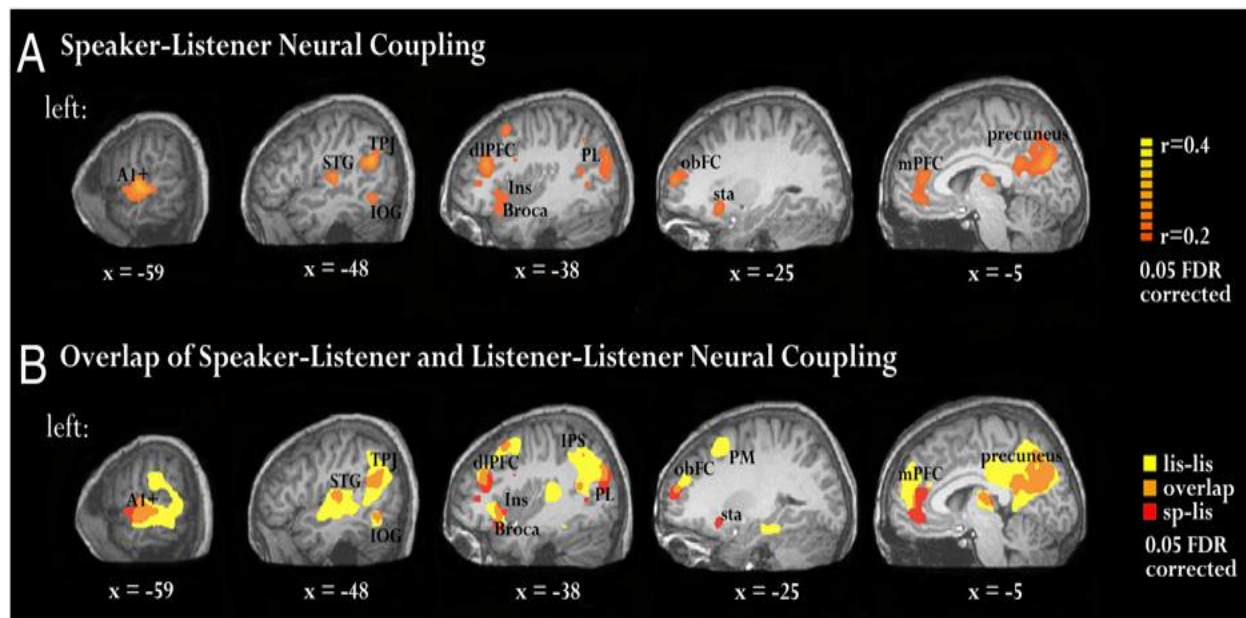 A Speaker-Listener Neural Coupling
left:
A1+
STG
TPJ
IOG
dlPFC
Ins
Broca
PL
obFC
sta
mPFC
precuneus
r=0.4
r=0.2
0.05 FDR
corrected
x = -59
x = -48
x = -38
x = -25
x = -5
B Overlap of Speaker-Listener and Listener-Listener Neural Coupling
left:
A1+
STG
TPJ
IOG
dlPFC
IPS
Ins
Broca
PL
obFC
PM
sta
mPFC
precuneus
lis-lis
overlap
sp-lis
0.05 FDR
corrected
x = -59
x = -48
x = -38
x = -25
x = -5